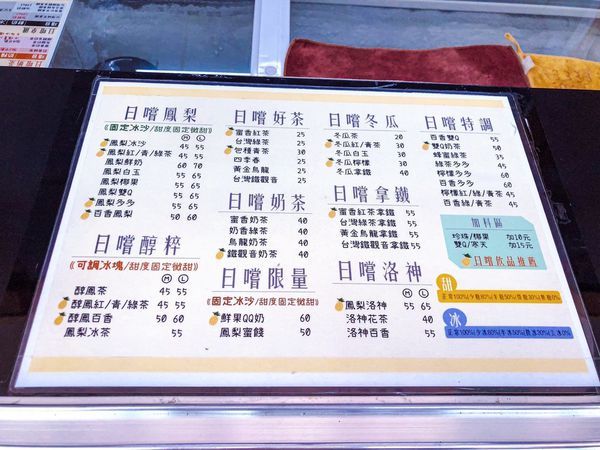 日嚐鳳梨
《固定冰沙/甜度固定微甜》
M L
鳳梨冰沙 45 55
鳳梨紅/青/綠茶 45 55
鳳梨鮮奶 60 70
鳳梨白玉 55 65
鳳梨椰果 55 65
鳳梨雙Q 55 65
鳳梨多多 55 65
百香鳳梨 50 60
日嚐醇粹
《可調冰塊/甜度固定微甜》
M L
醇鳳茶 45 55
醇鳳紅/青/綠茶 45 55
醇鳳百香 50 60
鳳梨冰茶 55
日嚐好茶
蜜香紅茶 25
台灣綠茶 25
包種青茶 30
四季春 25
黃金烏龍 25
台灣鐵觀音 25
日嚐奶茶
蜜香奶茶 40
奶香綠茶 40
烏龍奶茶 40
鐵觀音奶茶 40
日嚐限量
《固定冰沙/甜度固定微甜》
鮮果QQ奶 60
鳳梨蜜餞 50
日嚐冬瓜
冬瓜茶 20
冬瓜紅/青/綠茶 30
冬瓜白玉 30
冬瓜檸檬 30
冬瓜拿鐵 40
日嚐拿鐵
蜜香紅茶拿鐵 55
台灣綠茶拿鐵 55
黃金烏龍拿鐵 55
台灣鐵觀音拿鐵 55
日嚐洛神
M L
鳳梨洛神 55 65
洛神花茶 40
洛神百香 55
日嚐特調
百香雙Q 55
雙Q奶茶 50
蜂蜜綠茶 35
綠茶多多 45
檸檬多多 55
百香多多 60
檸檬紅/綠/青茶 45
百香綠/青茶 45
加料區
珍珠/椰果 加10元
雙Q/寒天 加15元
日嚐飲品推薦
甜
冰